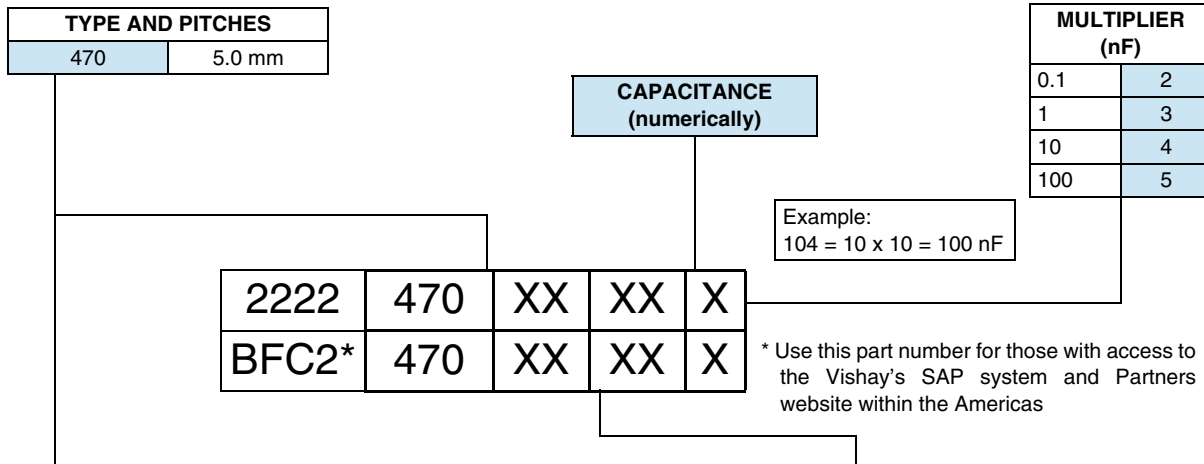 TYPE AND PITCHES
470 5.0 mm
MULTIPLIER
(nF)
0.1 2
1 3
10 4
100 5
CAPACITANCE
(numerically)
Example:
104 = 10 x 10 = 100 nF
2222 470 XX XX X
BFC2* 470 XX XX X
* Use this part number for those with access to
the Vishay's SAP system and Partners
website within the Americas